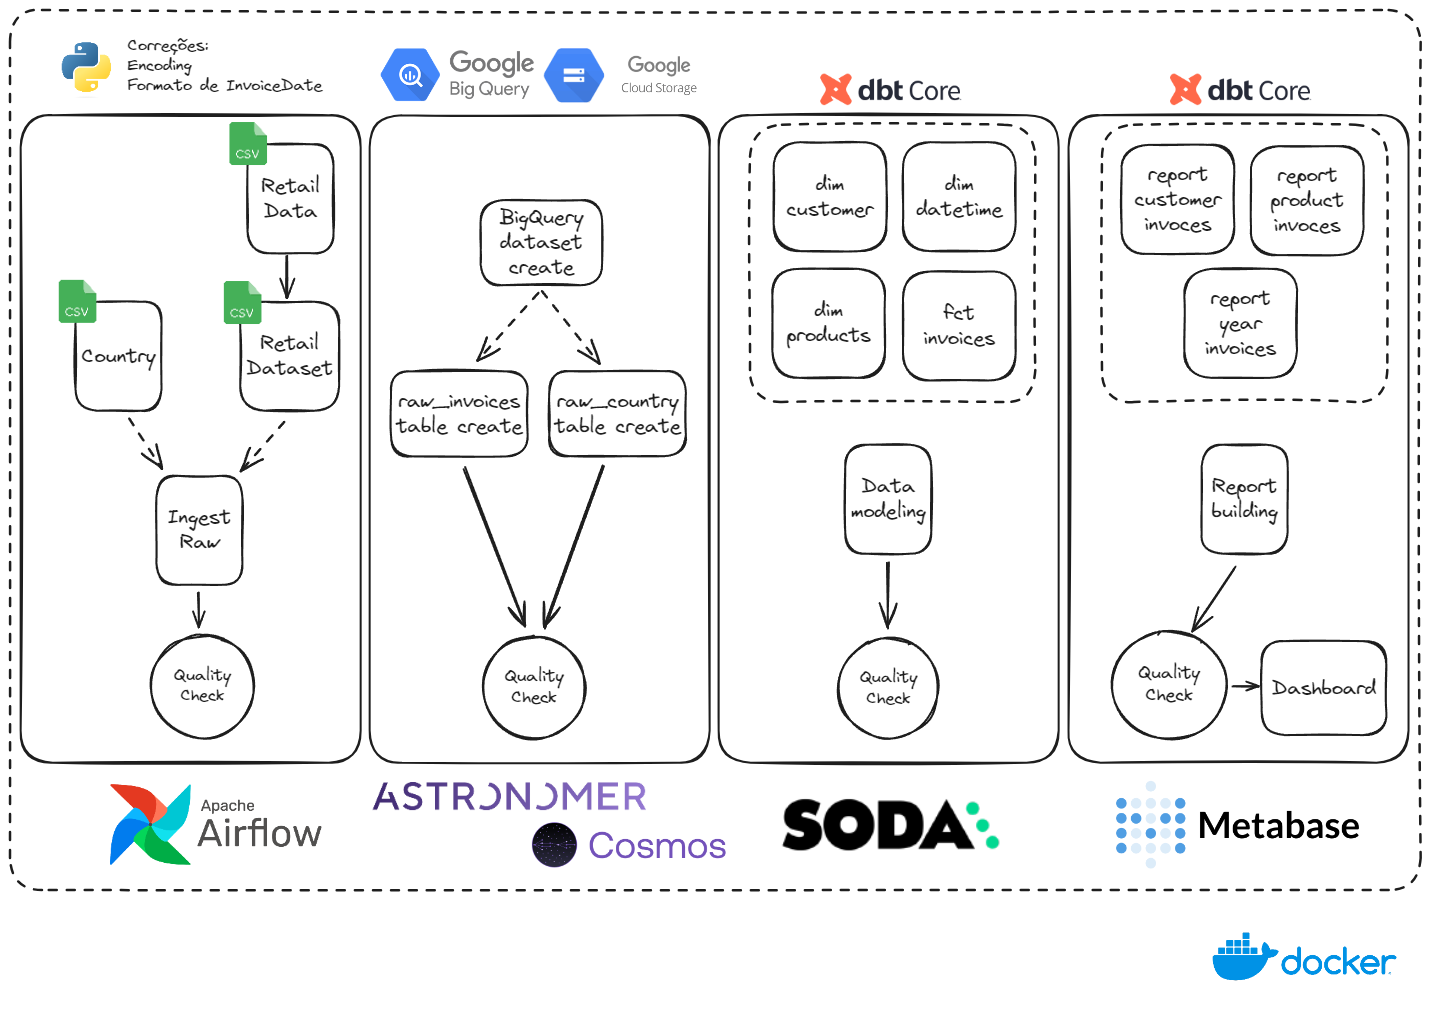 Correções:
Encoding
Formato de InvoiceDate
CSV
Retail
Data
CSV
Country
CSV
Retail
Dataset
Ingest
Raw
Quality
Check
Google
Big Query
Google
Cloud Storage
BigQuery
dataset
create
raw_invoices
table create
raw_country
table create
Quality
Check
dbt Core
dim
customer
dim
datetime
dim
products
fct
invoices
Data
modeling
Quality
Check
dbt Core
report
customer
invoces
report
product
invoces
report
year
invoices
Report
building
Quality
Check
Dashboard
Apache
Airflow
ASTRONOMER
Cosmos
SODA
Metabase
docker